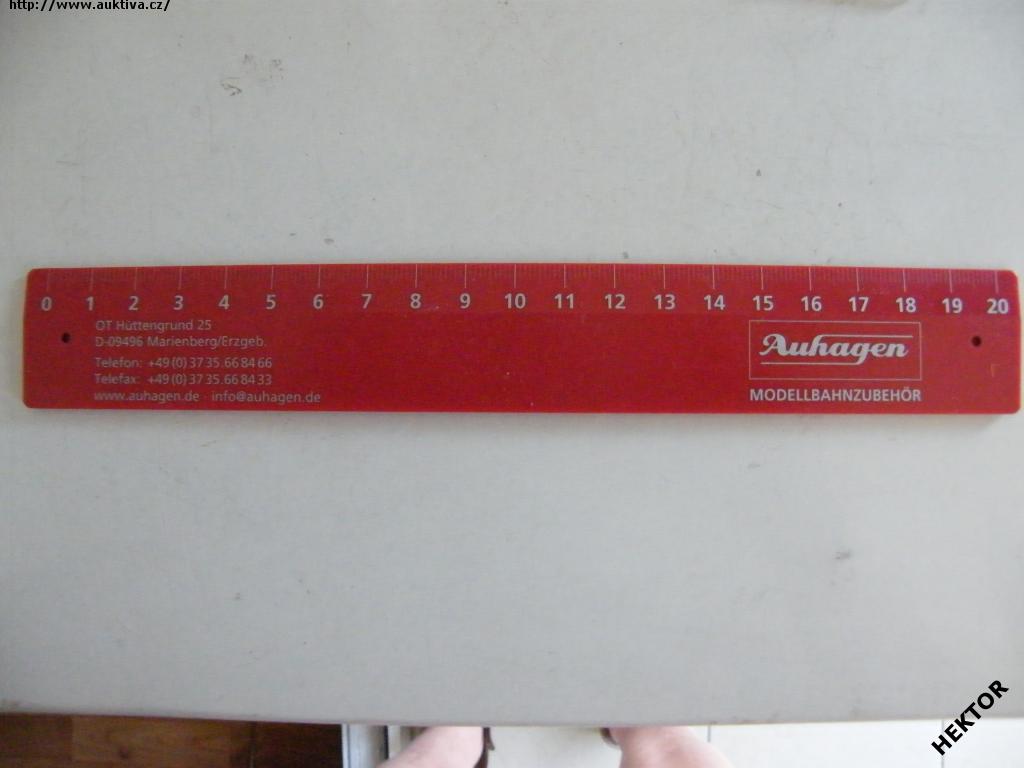 http://www.auktiva.cz/
0 1 2 3 4 5 6 7 8 9 10 11 12 13 14 15 16 17 18 19 20
OT Hüttengrund 25
D-09496 Marienberg/Erzgeb.
Telefon: +49 (0) 37 35. 66 84 66
Telefax: +49 (0) 37 35. 66 84 33
www.auhagen.de · info@auhagen.de
Auhagen
MODELLBAHNZUBEHÖR
HEKTOR